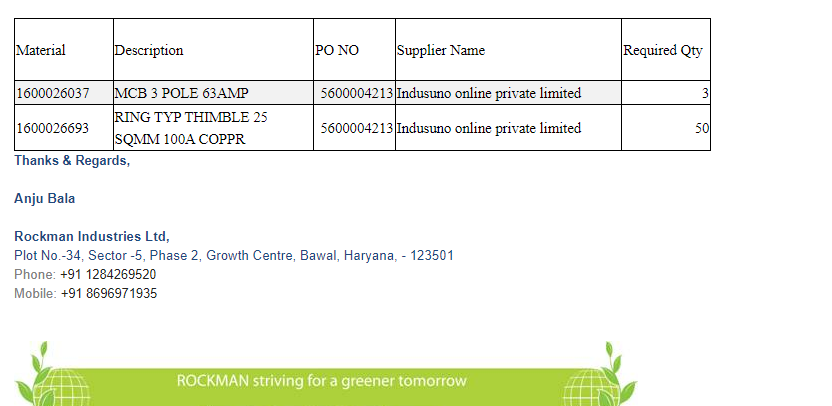 Material Description PO NO Supplier Name Required Qty
1600026037 MCB 3 POLE 63AMP 5600004213 Indusuno online private limited 3
RING TYP THIMBLE 25
1600026693 5600004213 Indusuno online private limited 50
SQMM 100A COPPR
Thanks & Regards,
Anju Bala
Rockman Industries Ltd,
Plot No.-34, Sector -5, Phase 2, Growth Centre, Bawal, Haryana, - 123501
Phone: +91 1284269520
Mobile: +91 8696971935
ROCKMAN striving for a greener tomorrow